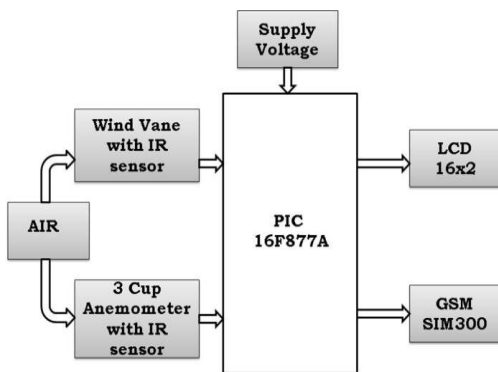 Supply
Voltage
Wind Vane
with IR
sensor
AIR
3 Cup
Anemometer
with IR
sensor
PIC
16F877A
LCD
16x2
GSM
SIM300